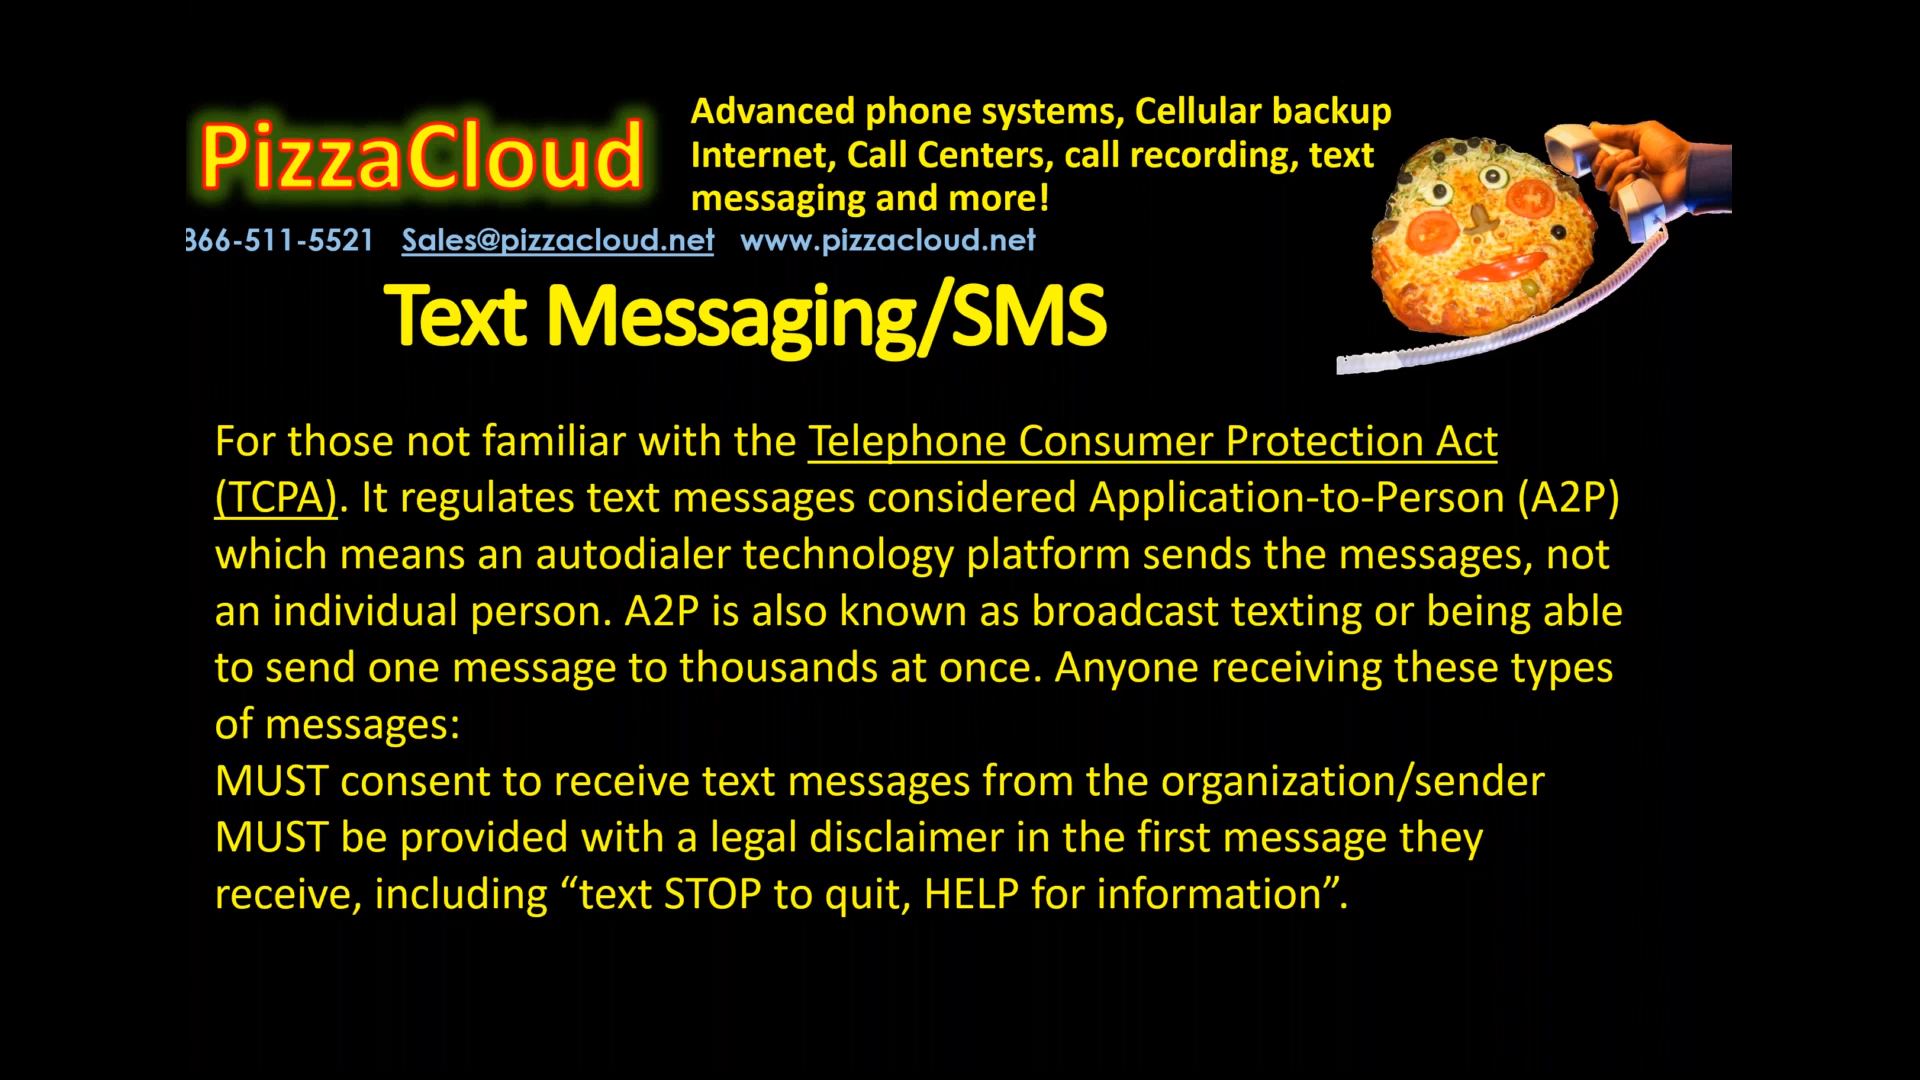 PizzaCloud
Advanced phone systems, Cellular backup
Internet, Call Centers, call recording, text
messaging and more!
866-511-5521 Sales@pizzacloud.net www.pizzacloud.net
Text Messaging/SMS
For those not familiar with the Telephone Consumer Protection Act
(TCPA). It regulates text messages considered Application-to-Person (A2P)
which means an autodialer technology platform sends the messages, not
an individual person. A2P is also known as broadcast texting or being able
to send one message to thousands at once. Anyone receiving these types
of messages:
MUST consent to receive text messages from the organization/sender
MUST be provided with a legal disclaimer in the first message they
receive, including “text STOP to quit, HELP for information”.